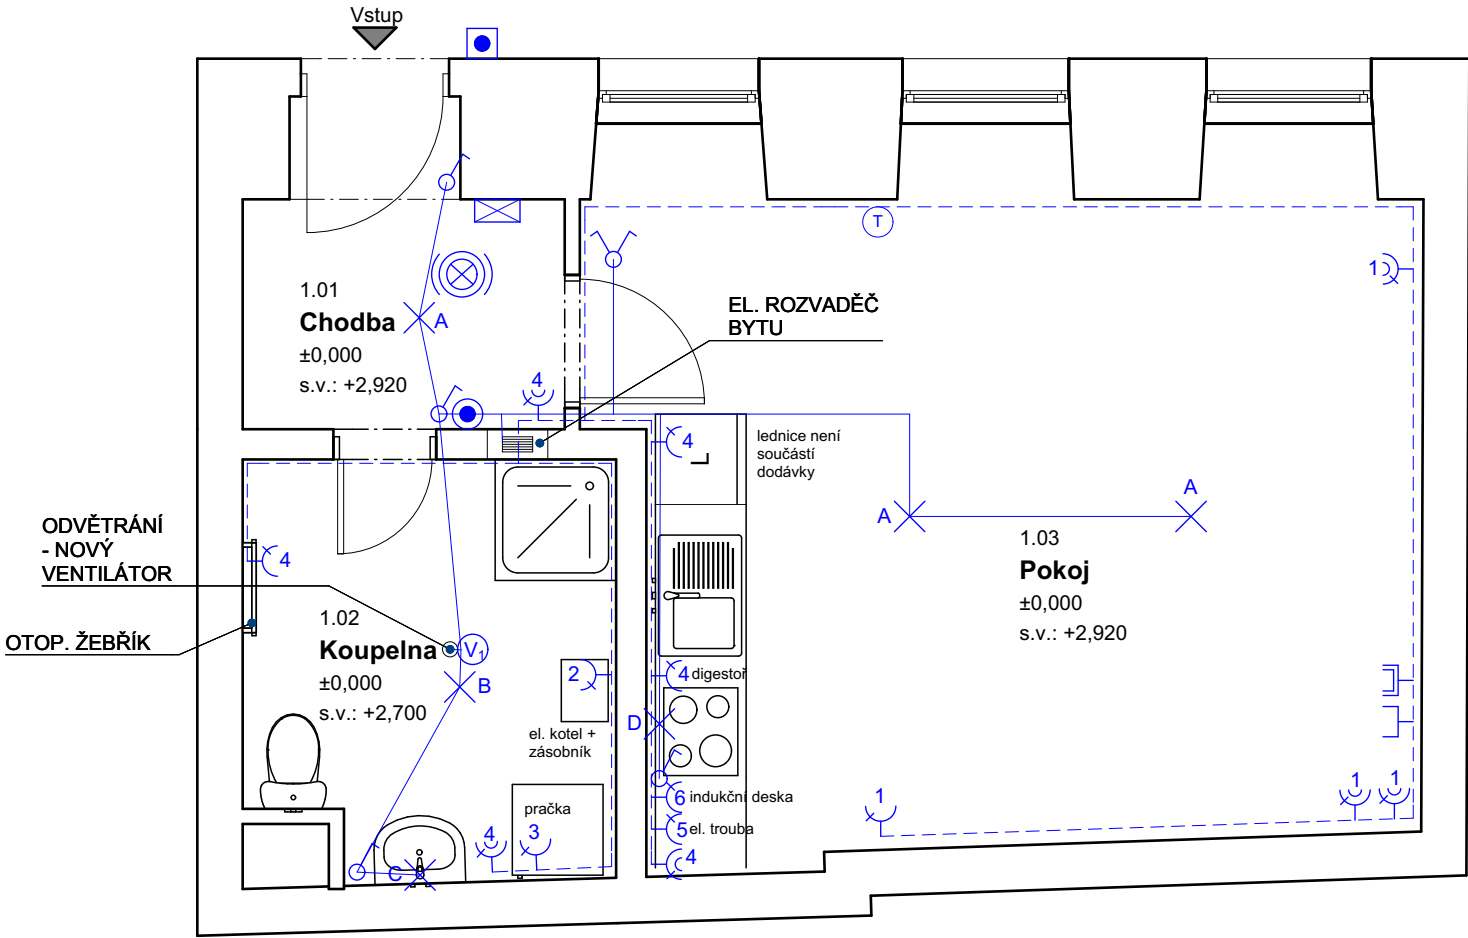 Vstup
T
1
1.01
Chodba
A
±0,000
s.v.: +2,920
EL. ROZVADĚČ
BYTU
4
4
lednice není
součástí
dodávky
A
A
ODVĚTRÁNÍ
- NOVÝ
VENTILÁTOR
4
1.03
Pokoj
±0,000
s.v.: +2,920
OTOP. ŽEBŘÍK
1.02
Koupelna
V1
±0,000
B
s.v.: +2,700
2
el. kotel +
zásobník
4 digestoř
D
pračka
6 indukční deska
5 el. trouba
4
4
3
C
1
1
1